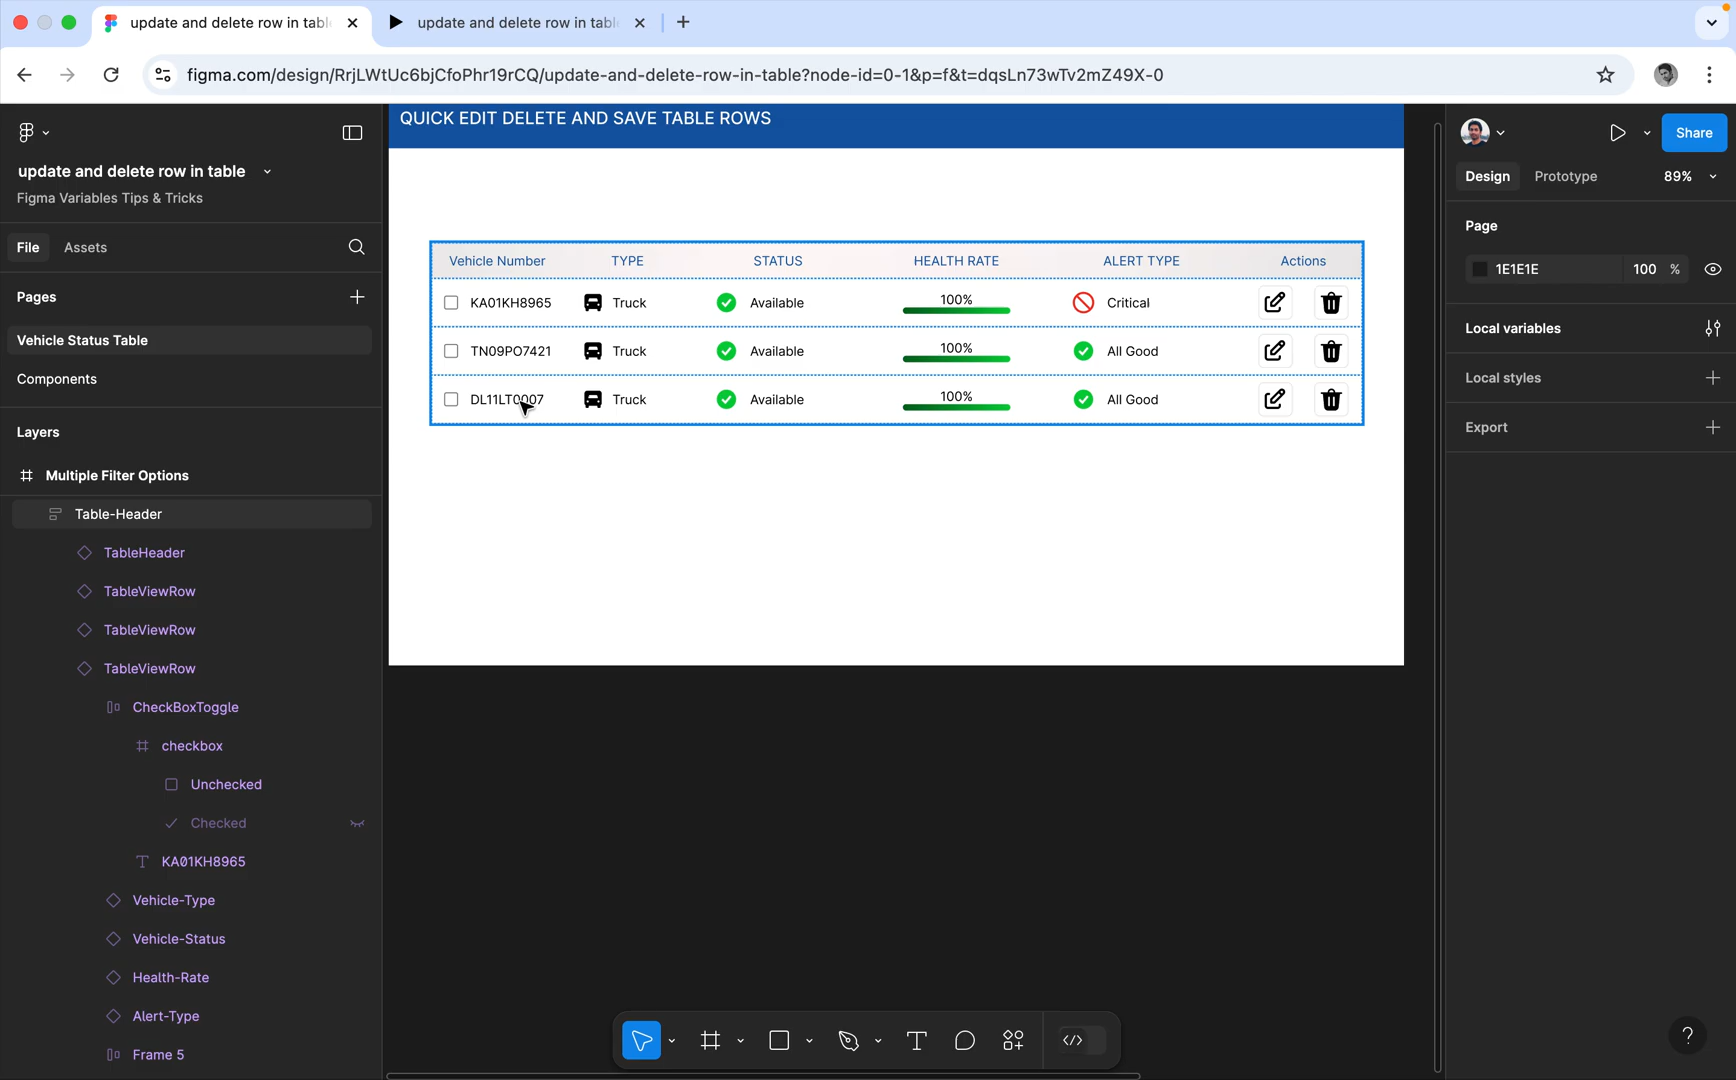 update and delete row in tabl
update and delete row in tabl
figma.com/design/RrjLWtUc6bjCfoPhr19rCQ/update-and-delete-row-in-table?node-id=0-1&p=f&t=dqsLn73wTv2mZ49X-0
update and delete row in table
Figma Variables Tips & Tricks
File
Assets
Pages
Vehicle Status Table
Components
Layers
Multiple Filter Options
Table-Header
TableHeader
TableViewRow
TableViewRow
TableViewRow
CheckBoxToggle
checkbox
Unchecked
Checked
KA01KH8965
Vehicle-Type
Vehicle-Status
Health-Rate
Alert-Type
Frame 5
QUICK EDIT DELETE AND SAVE TABLE ROWS
Vehicle Number TYPE STATUS HEALTH RATE ALERT TYPE Actions
KA01KH8965 Truck Available 100% Critical
TN09PO7421 Truck Available 100% All Good
DL11LT0007 Truck Available 100% All Good
Share
Design
Prototype
89%
Page
1E1E1E 100 %
Local variables
Local styles
Export
?